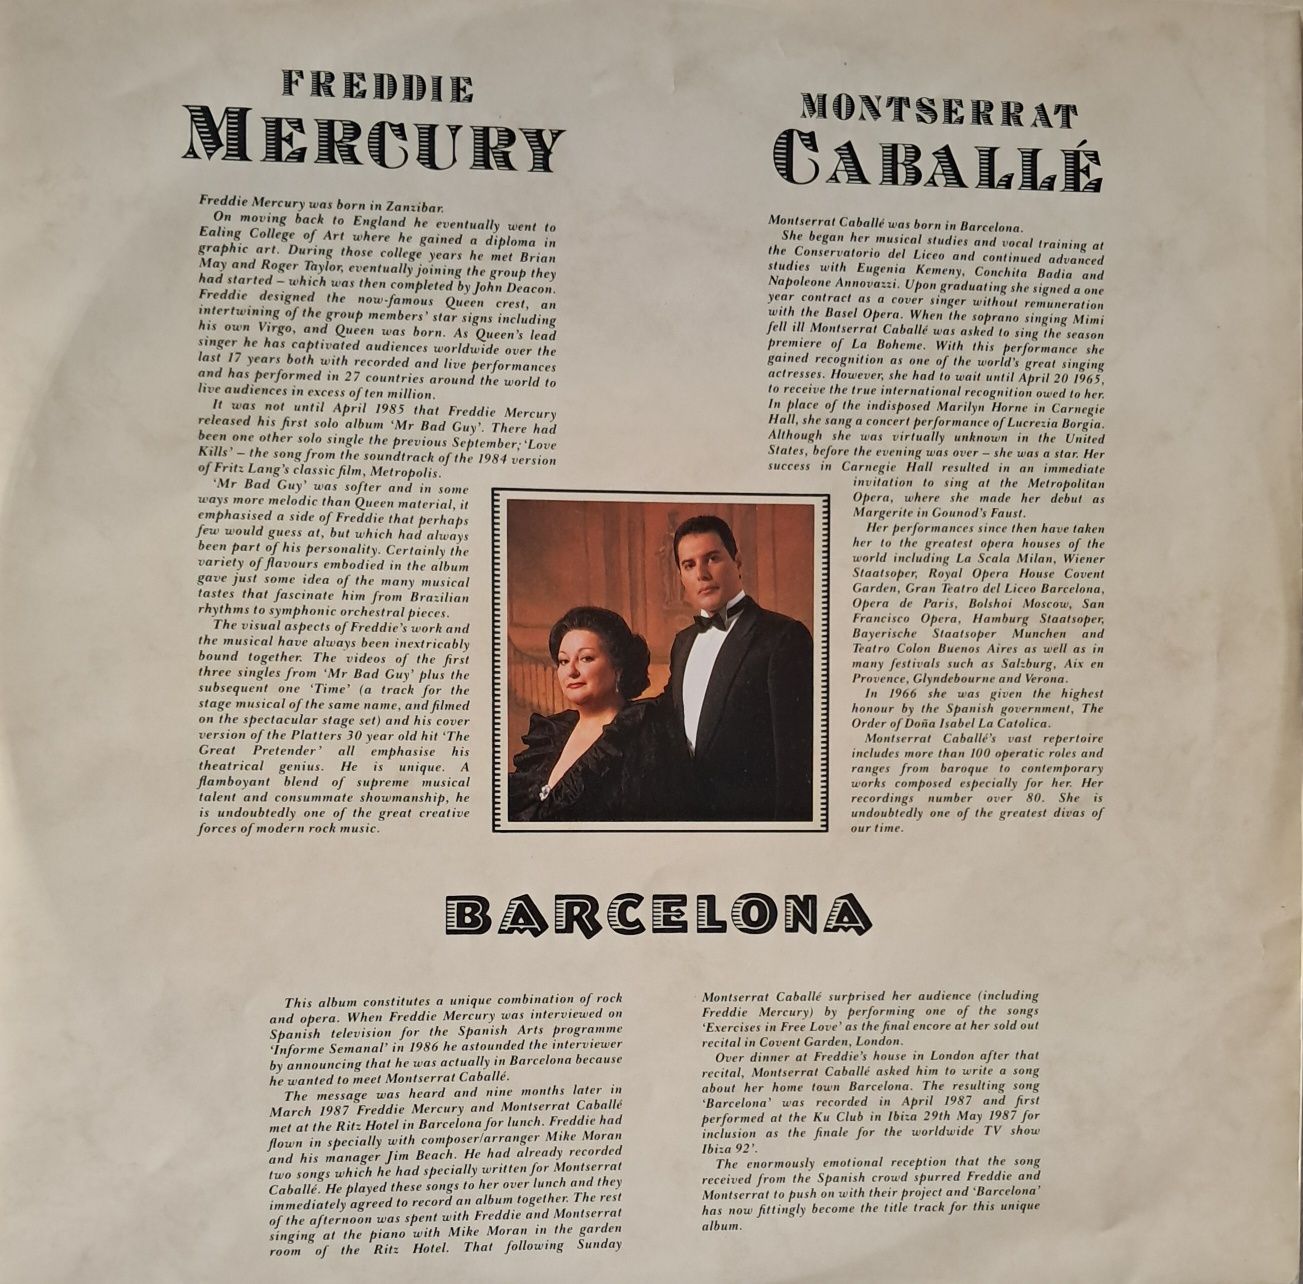 FREDDIE
MERCURY
Freddie Mercury was born in Zanzibar.
On moving back to England he eventually went to
Ealing College of Art where he gained a diploma in
graphic art. During those college years he met Brian
May and Roger Taylor, eventually joining the group they
had started – which was then completed by John Deacon.
Freddie designed the now-famous Queen crest, an
intertwining of the group members' star signs including
his own Virgo, and Queen was born. As Queen's lead
singer he has captivated audiences worldwide over the
last 17 years both with recorded and live performances
and has performed in 27 countries around the world to
live audiences in excess of ten million.
It was not until April 1985 that Freddie Mercury
released his first solo album 'Mr Bad Guy'. There had
been one other solo single the previous September; 'Love
Kills' – the song from the soundtrack of the 1984 version
of Fritz Lang's classic film, Metropolis.
'Mr Bad Guy' was softer and in some
ways more melodic than Queen material, it
emphasised a side of Freddie that perhaps
few would guess at, but which had always
been part of his personality. Certainly the
variety of flavours embodied in the album
gave just some idea of the many musical
tastes that fascinate him from Brazilian
rhythms to symphonic orchestral pieces.
The visual aspects of Freddie's work and
the musical have always been inextricably
bound together. The videos of the first
three singles from 'Mr Bad Guy' plus the
subsequent one 'Time' (a track for the
stage musical of the same name, and filmed
on the spectacular stage set) and his cover
version of the Platters 30 year old hit 'The
Great Pretender' all emphasise his
theatrical genius. He is unique. A
flamboyant blend of supreme musical
talent and consummate showmanship, he
is undoubtedly one of the great creative
forces of modern rock music.
MONTSERRAT
CABALLÉ
Montserrat Caballé was born in Barcelona.
She began her musical studies and vocal training at
the Conservatorio del Liceo and continued advanced
studies with Eugenia Kemeny, Conchita Badia and
Napoleone Annovazzi. Upon graduating she signed a one
year contract as a cover singer without remuneration
with the Basel Opera. When the soprano singing Mimi
fell ill Montserrat Caballé was asked to sing the season
premiere of La Boheme. With this performance she
gained recognition as one of the world's great singing
actresses. However, she had to wait until April 20 1965,
to receive the true international recognition owed to her.
In place of the indisposed Marilyn Horne in Carnegie
Hall, she sang a concert performance of Lucrezia Borgia.
Although she was virtually unknown in the United
States, before the evening was over – she was a star. Her
success in Carnegie Hall resulted in an immediate
invitation to sing at the Metropolitan
Opera, where she made her debut as
Margerite in Gounod's Faust.
Her performances since then have taken
her to the greatest opera houses of the
world including La Scala Milan, Wiener
Staatsoper, Royal Opera House Covent
Garden, Gran Teatro del Liceo Barcelona,
Opera de Paris, Bolshoi Moscow, San
Francisco Opera, Hamburg Staatsoper,
Bayerische Staatsoper Munchen and
Teatro Colon Buenos Aires as well as in
many festivals such as Salzburg, Aix en
Provence, Glyndebourne and Verona.
In 1966 she was given the highest
honour by the Spanish government, The
Order of Doña Isabel La Catolica.
Montserrat Caballé's vast repertoire
includes more than 100 operatic roles and
ranges from baroque to contemporary
works composed especially for her. Her
recordings number over 80. She is
undoubtedly one of the greatest divas of
our time.
BARCELONA
This album constitutes a unique combination of rock
and opera. When Freddie Mercury was interviewed on
Spanish television for the Spanish Arts programme
'Informe Semanal' in 1986 he astounded the interviewer
by announcing that he was actually in Barcelona because
he wanted to meet Montserrat Caballé.
The message was heard and nine months later in
March 1987 Freddie Mercury and Montserrat Caballé
met at the Ritz Hotel in Barcelona for lunch. Freddie had
flown in specially with composer/arranger Mike Moran
and his manager Jim Beach. He had already recorded
two songs which he had specially written for Montserrat
Caballé. He played these songs to her over lunch and they
immediately agreed to record an album together. The rest
of the afternoon was spent with Freddie and Montserrat
singing at the piano with Mike Moran in the garden
room of the Ritz Hotel. That following Sunday
Montserrat Caballé surprised her audience (including
Freddie Mercury) by performing one of the songs
'Exercises in Free Love' as the final encore at her sold out
recital in Covent Garden, London.
Over dinner at Freddie's house in London after that
recital, Montserrat Caballé asked him to write a song
about her home town Barcelona. The resulting song
'Barcelona' was recorded in April 1987 and first
performed at the Ku Club in Ibiza 29th May 1987 for
inclusion as the finale for the worldwide TV show
Ibiza 92'.
The enormously emotional reception that the song
received from the Spanish crowd spurred Freddie and
Montserrat to push on with their project and 'Barcelona'
has now fittingly become the title track for this unique
album.